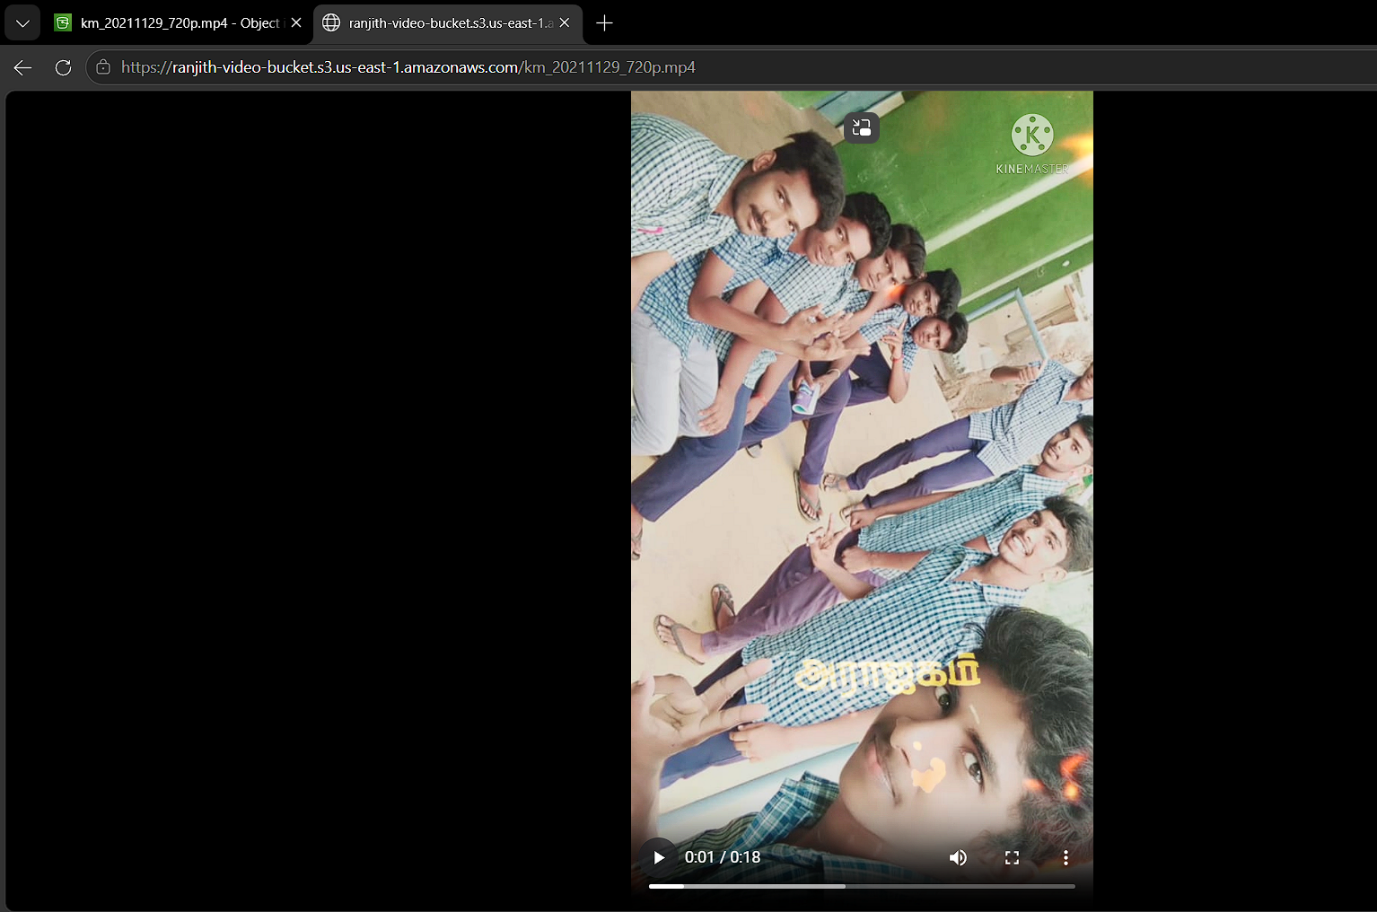 km_20211129_720p.mp4 - Object
ranjith-video-bucket.s3.us-east-1.a
https://ranjith-video-bucket.s3.us-east-1.amazonaws.com/km_20211129_720p.mp4
K
KINEMASTER
அராஜகம்
0:01 / 0:18